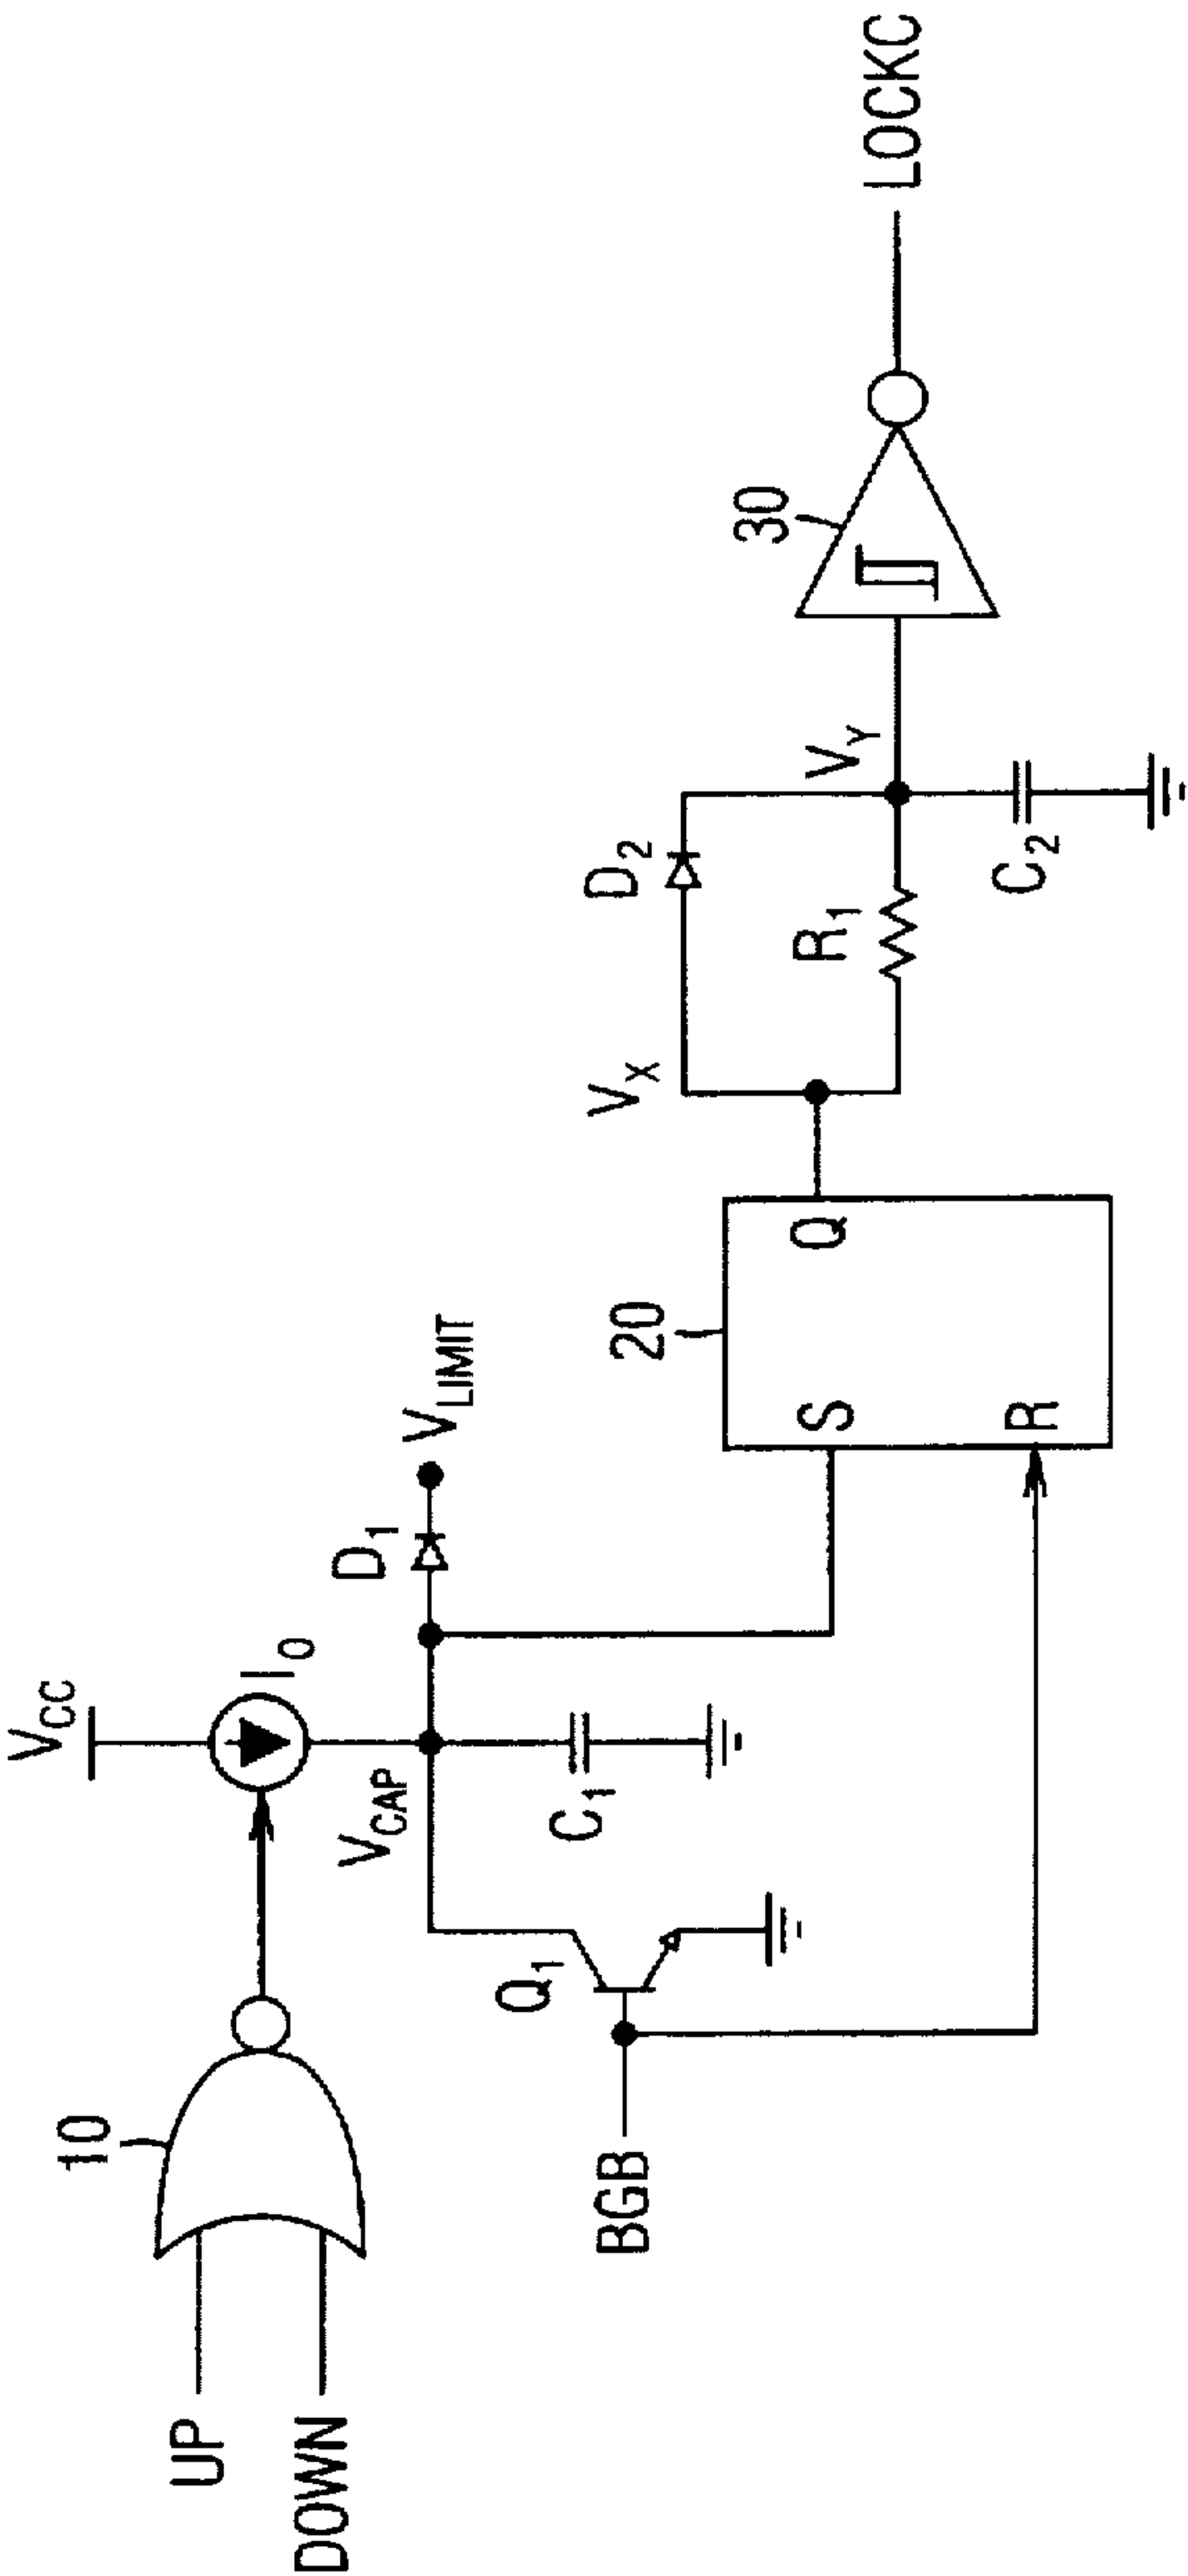 UP
DOWN
10
V_CC
I_0
V_CAP
C_1
D_1
V_LIMIT
BGB
Q_1
20
S
R
Q
V_X
D_2
R_1
V_Y
C_2
30
LOCKC